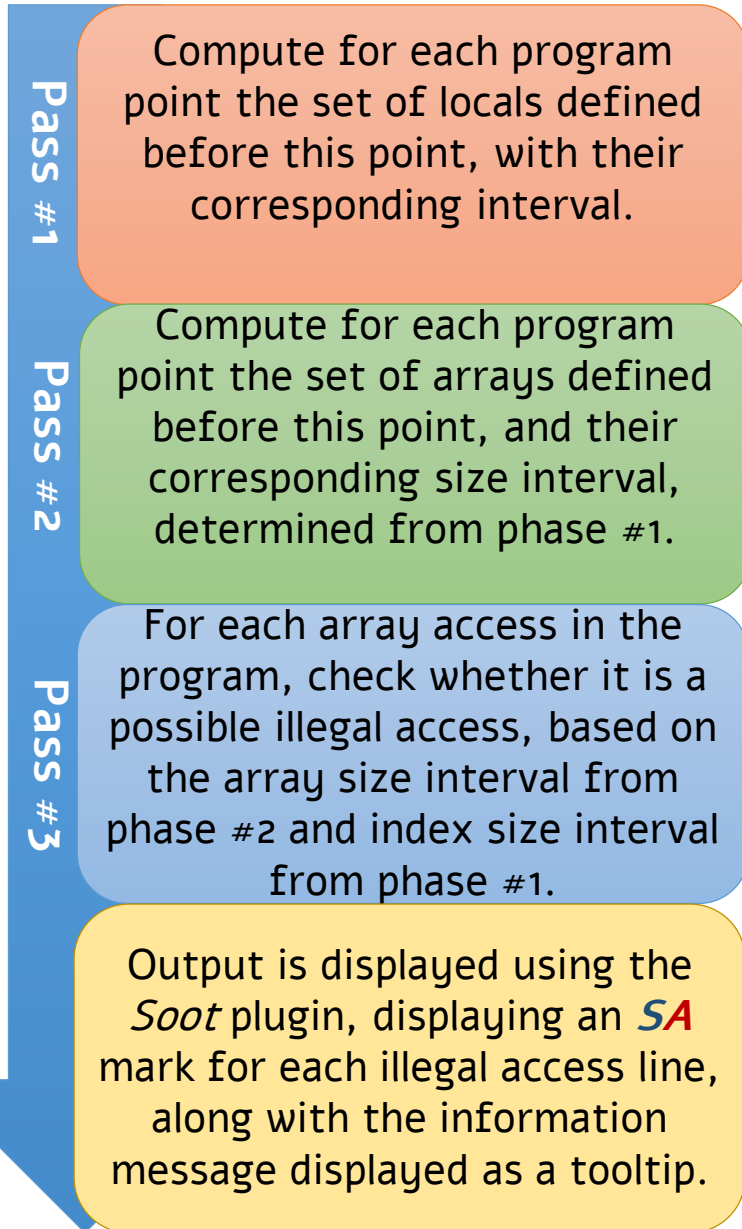 Pass #1
Compute for each program
point the set of locals defined
before this point, with their
corresponding interval.
Pass #2
Compute for each program
point the set of arrays defined
before this point, and their
corresponding size interval,
determined from phase #1.
Pass #3
For each array access in the
program, check whether it is a
possible illegal access, based on
the array size interval from
phase #2 and index size interval
from phase #1.
Output is displayed using the
Soot plugin, displaying an SA
mark for each illegal access line,
along with the information
message displayed as a tooltip.